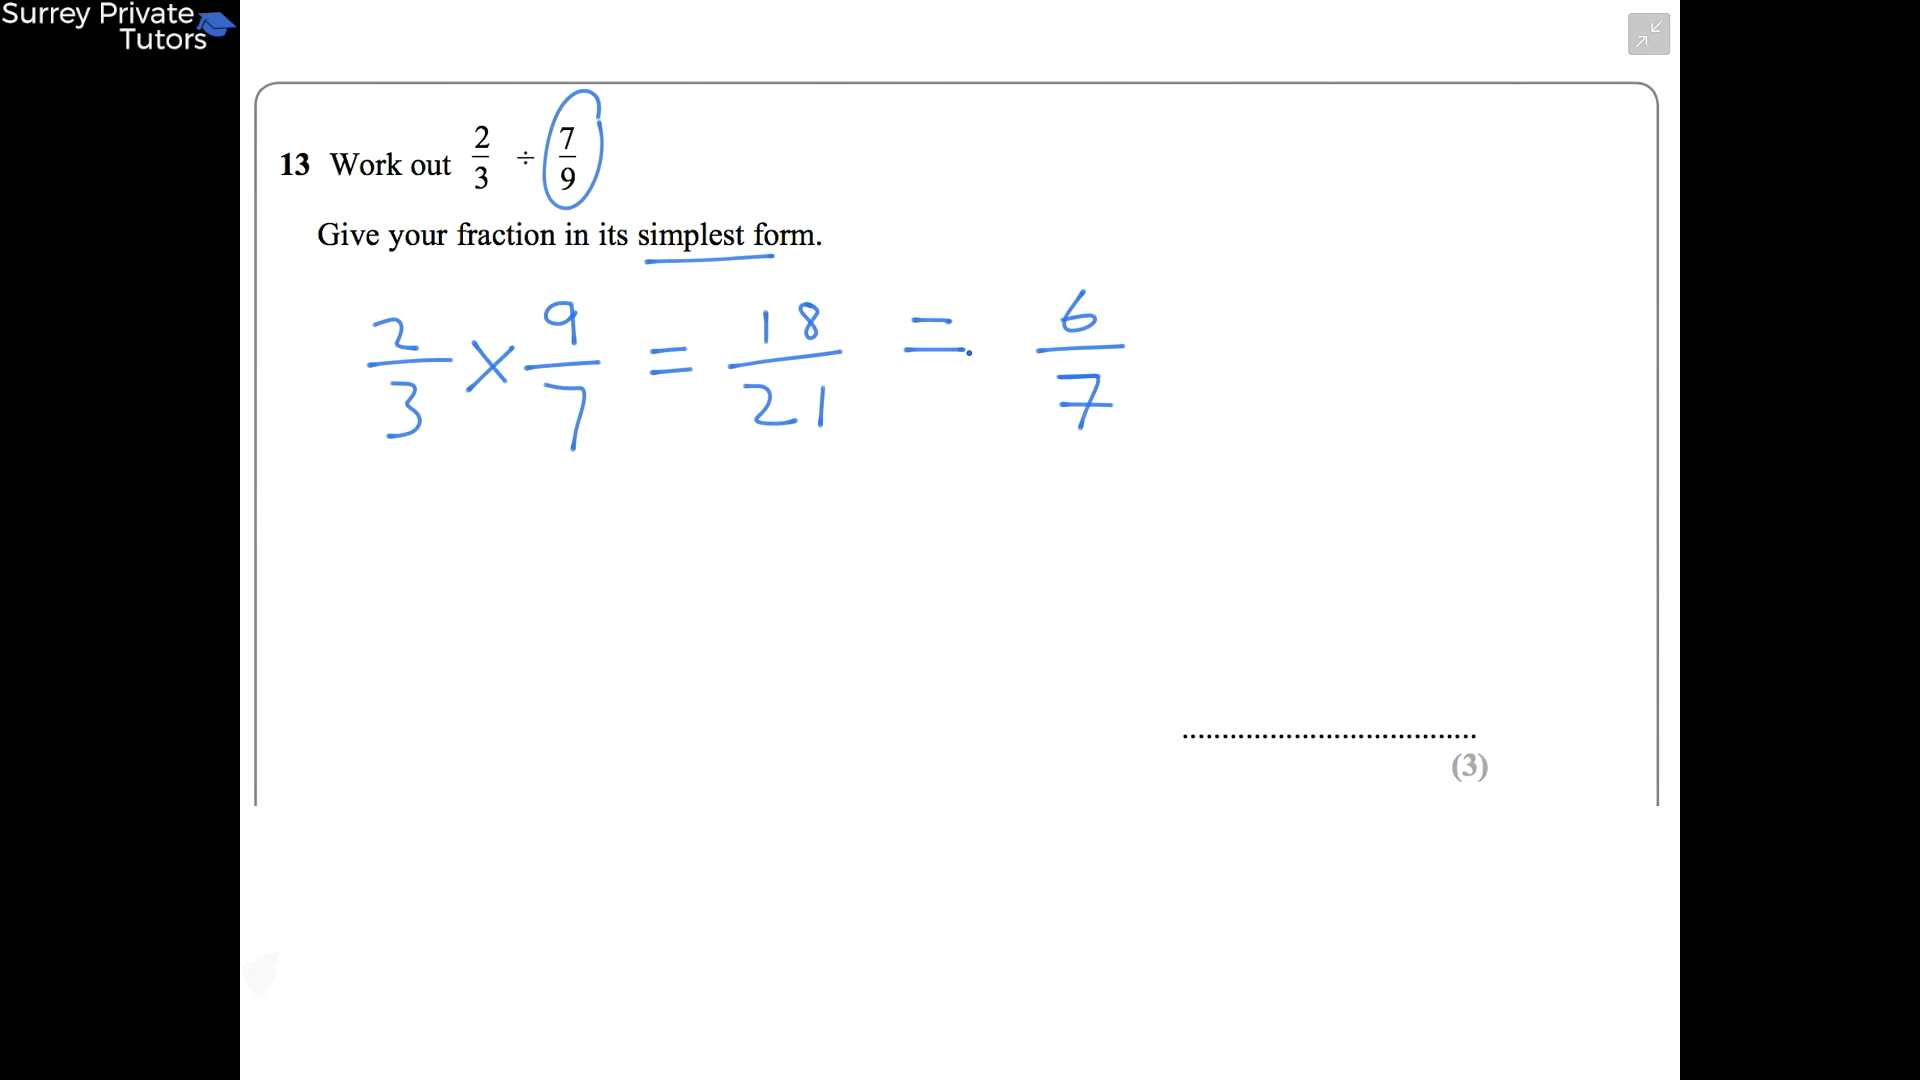 Surrey Private
Tutors
13 Work out 2/3 ÷ 7/9
Give your fraction in its simplest form.
2/3 × 9/7 = 18/21 = 6/7
(3)